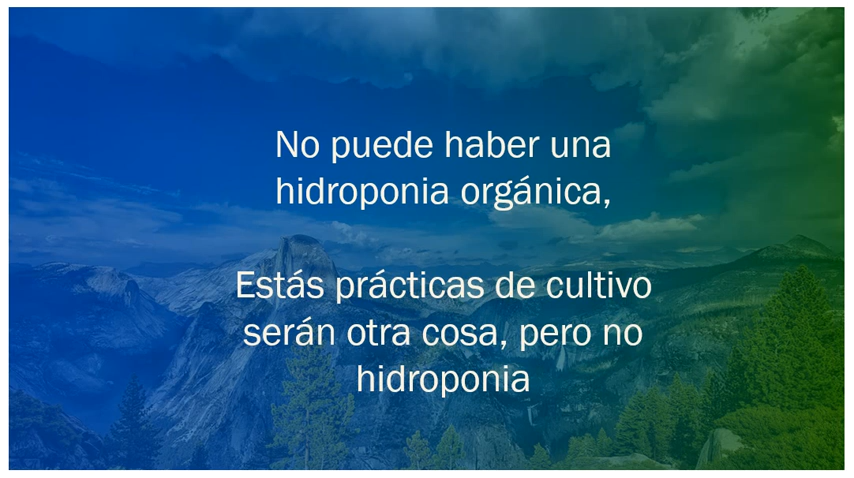 No puede haber una
hidroponia orgánica,
Estás prácticas de cultivo
serán otra cosa, pero no
hidroponia